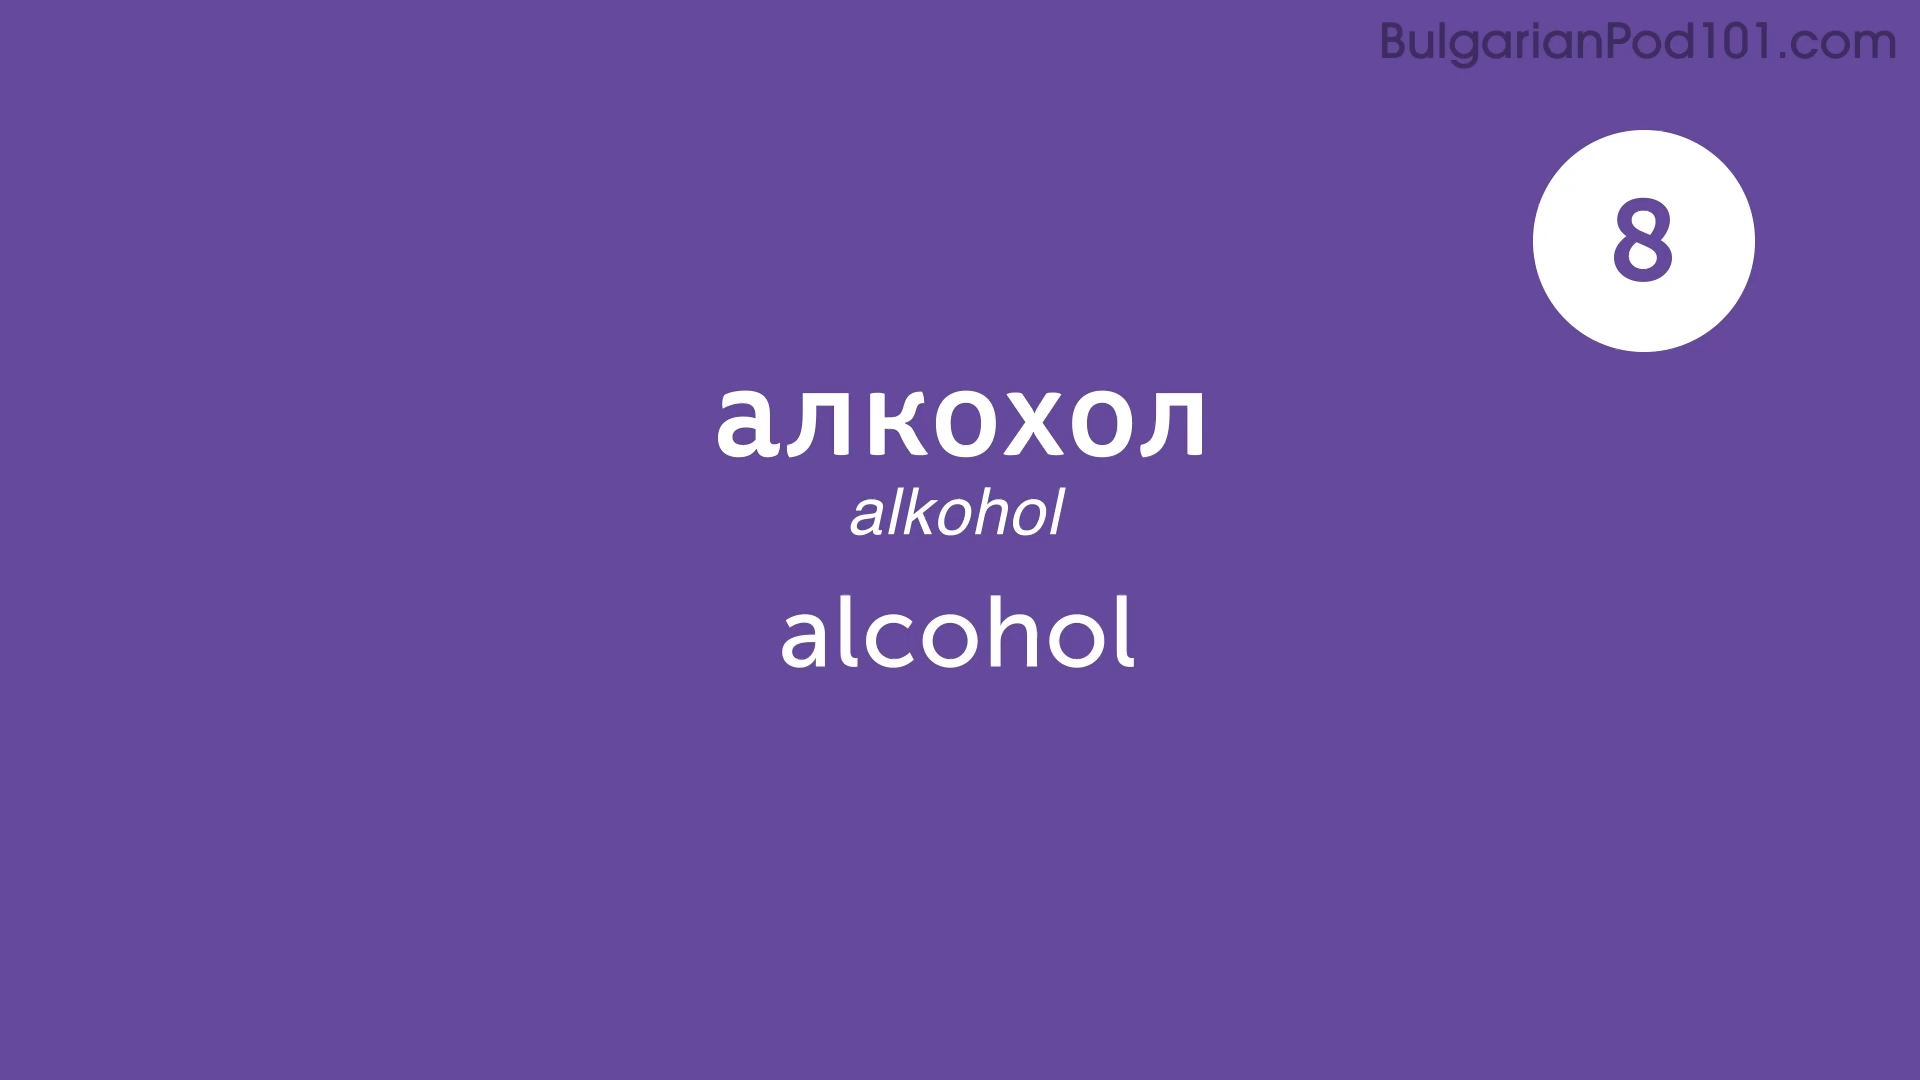 BulgarianPod101.com
8
алкохол
alkohol
alcohol